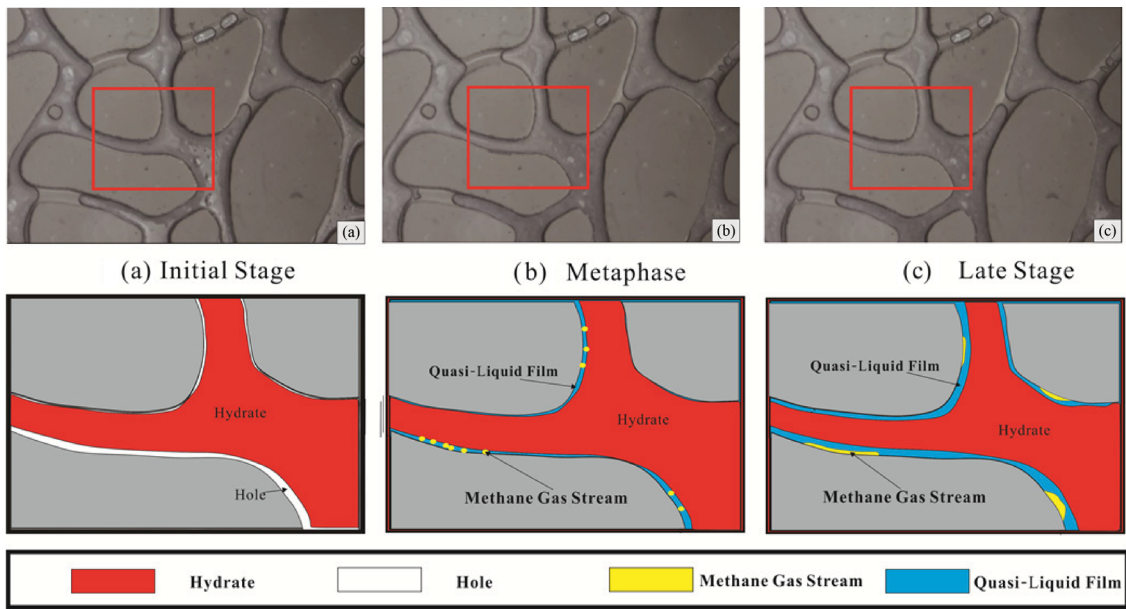 (a)
(b)
(c)
(a) Initial Stage
(b) Metaphase
(c) Late Stage
Hydrate
Hole
Quasi-Liquid Film
Hydrate
Methane Gas Stream
Quasi-Liquid Film
Hydrate
Methane Gas Stream
Hydrate
Hole
Methane Gas Stream
Quasi-Liquid Film